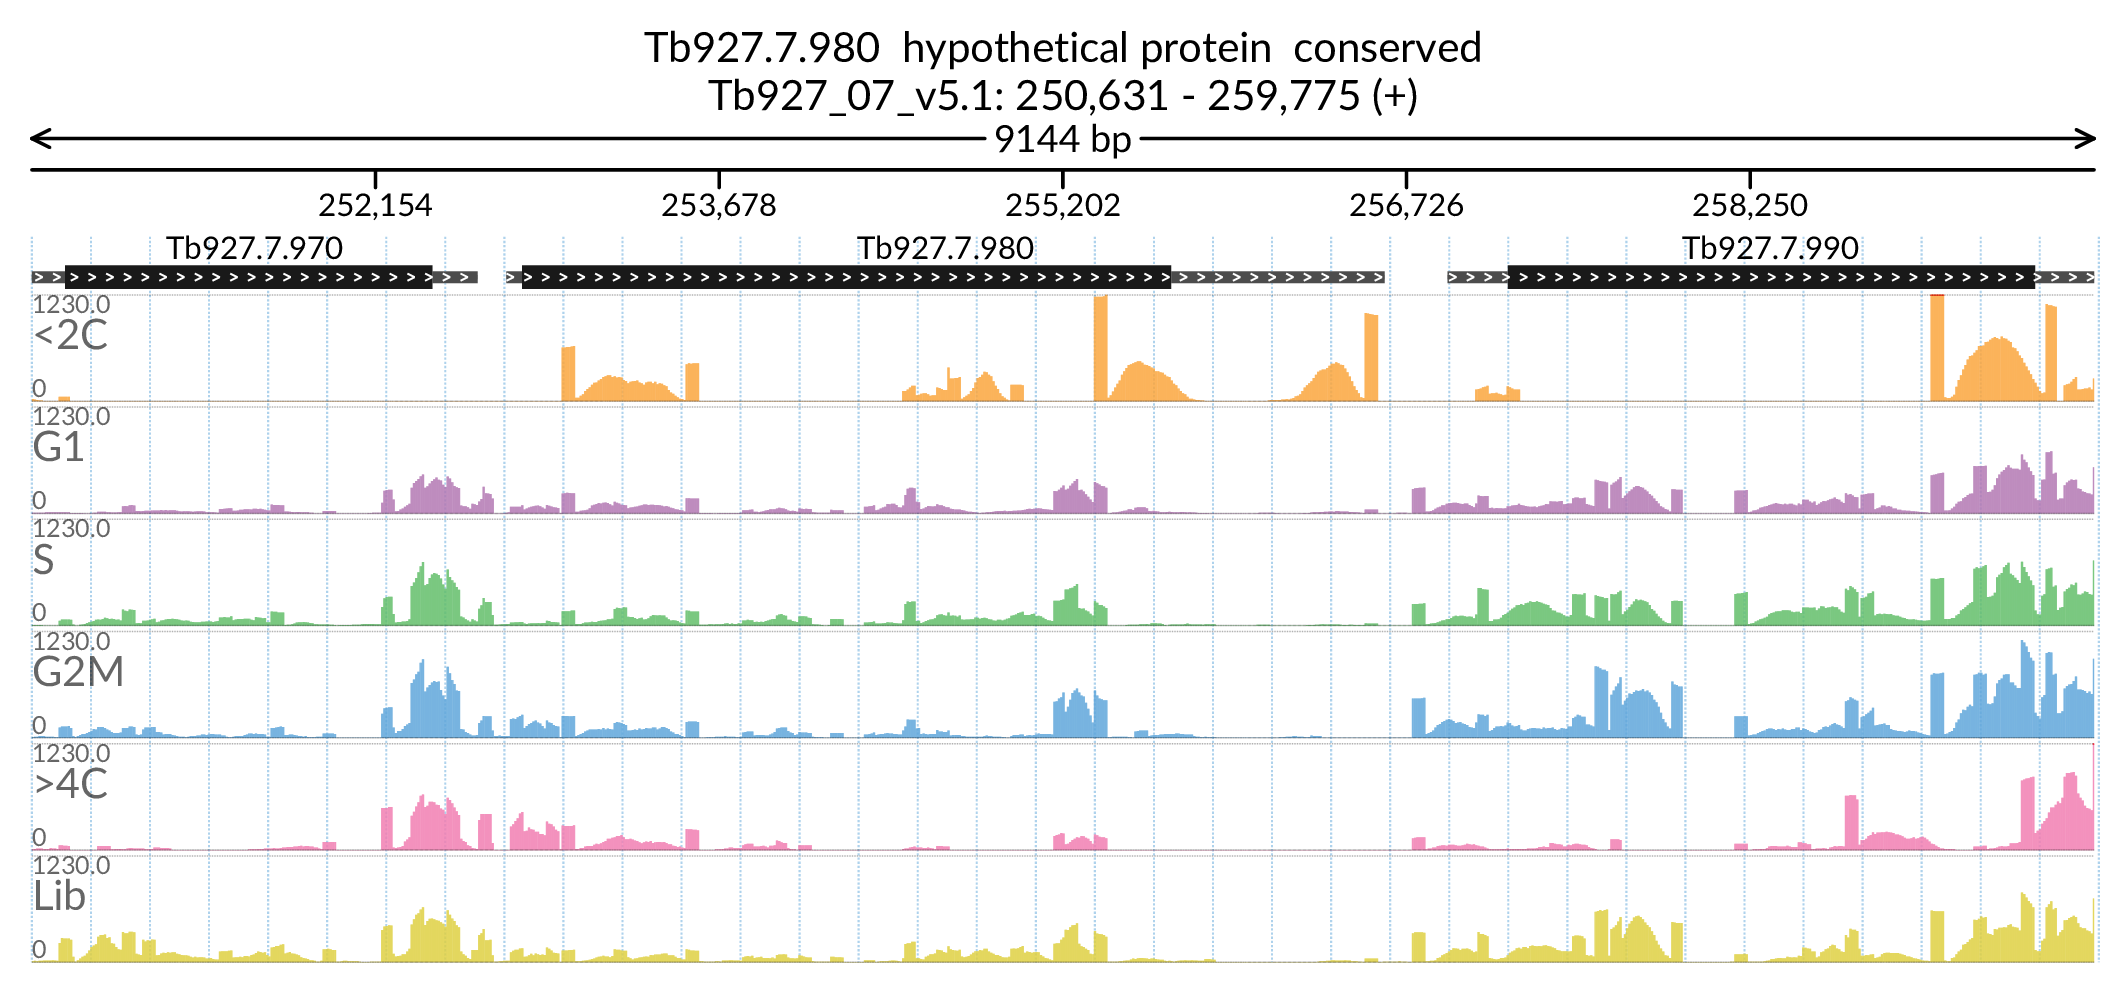 Tb927.7.980 hypothetical protein conserved
Tb927_07_v5.1: 250,631 - 259,775 (+)
9144 bp
252,154 253,678 255,202 256,726 258,250
Tb927.7.970 Tb927.7.980 Tb927.7.990
1230.0
<2C
0
1230.0
G1
0
1230.0
S
0
1230.0
G2M
0
1230.0
>4C
0
1230.0
Lib
0